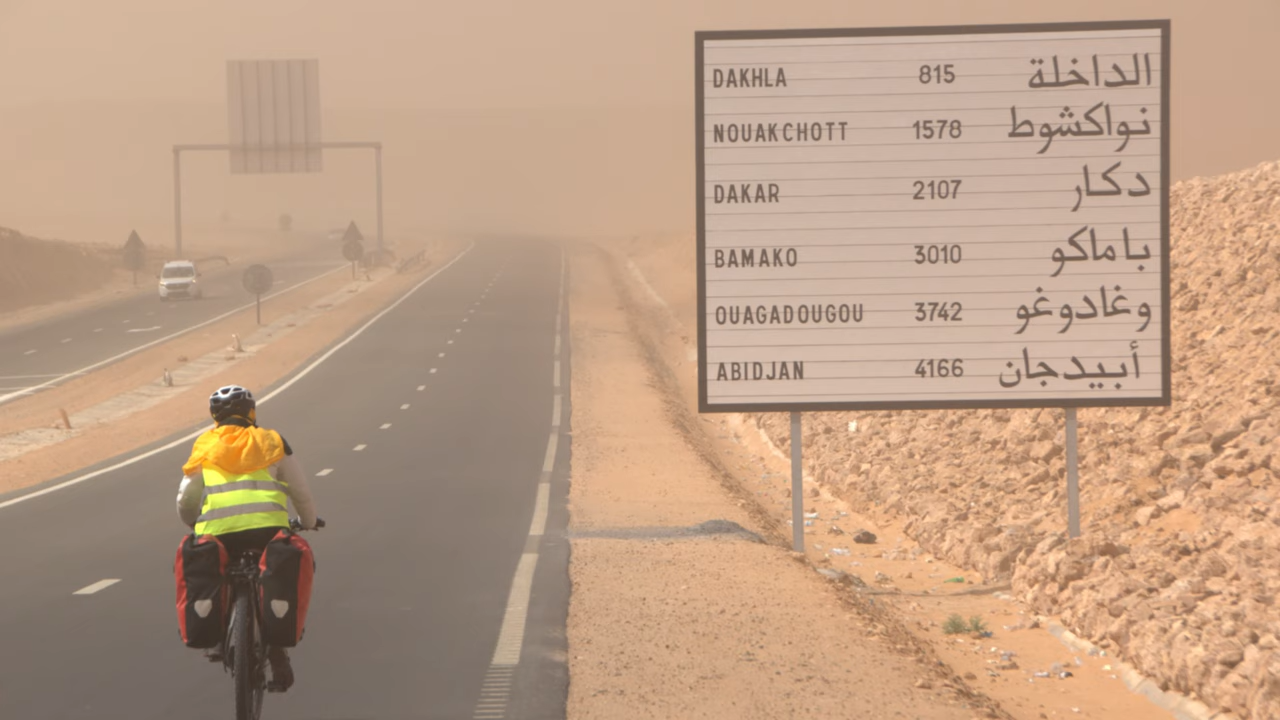 DAKHLA 815 الداخلة
NOUAKCHOTT 1578 نواكشوط
DAKAR 2107 دكار
BAMAKO 3010 باماكو
OUAGADOUGOU 3742 وغادوغو
ABIDJAN 4166 أبيدجان